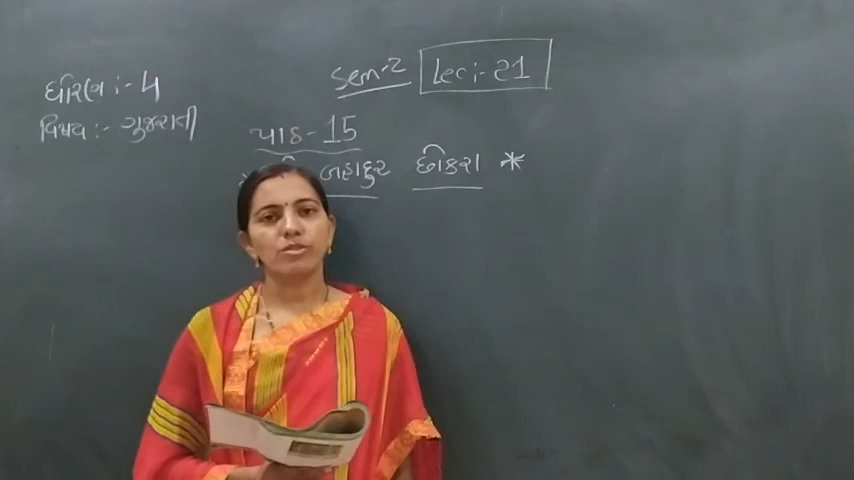 Sem-2 Lec:-21
ધોરણ :- 4
વિષય :- ગુજરાતી
પાઠ-15
બહાદુર છોકરા *